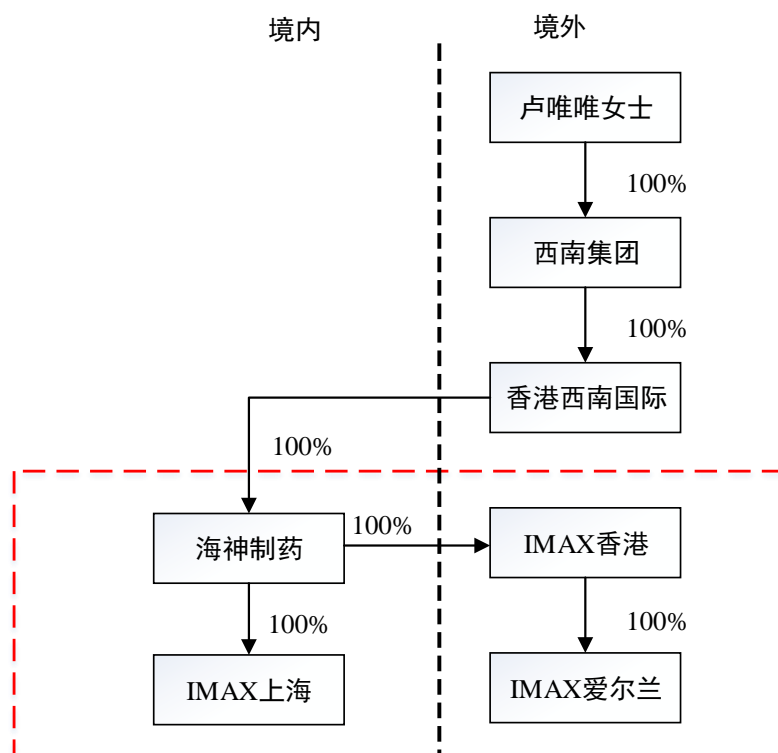 境内
境外
卢唯唯女士
100%
西南集团
100%
香港西南国际
100%
海神制药
100%
IMAX香港
100%
100%
IMAX上海
IMAX爱尔兰